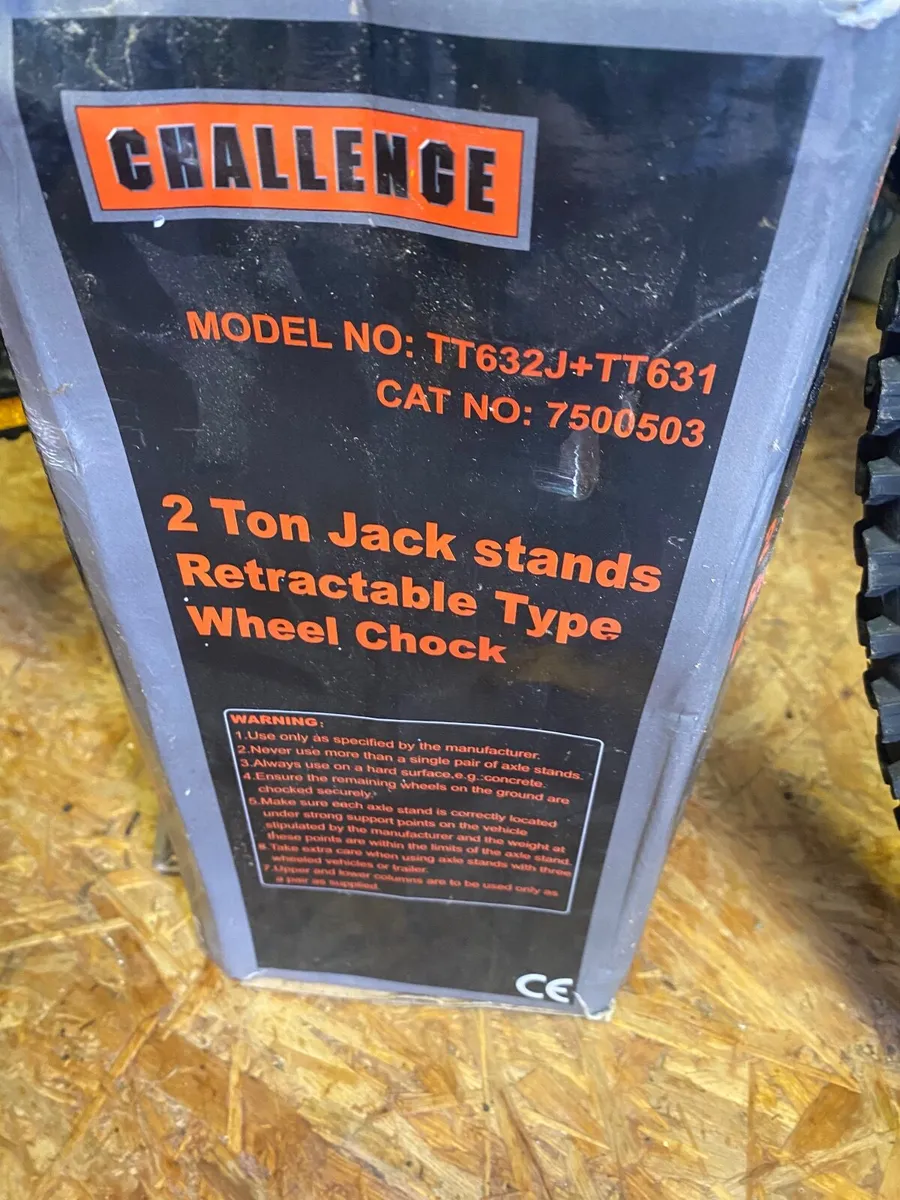 CHALLENGE
MODEL NO: TT632J+TT631
CAT NO: 7500503
2 Ton Jack stands
Retractable Type
Wheel Chock
WARNING:
1.Use only as specified by the manufacturer.
2.Never use more than a single pair of axle stands.
3.Always use on a hard surface,e.g.:concrete.
4.Ensure the remaining wheels on the ground are
chocked securely.
5.Make sure each axle stand is correctly located
under strong support points on the vehicle
stipulated by the manufacturer and the weight at
these points are within the limits of the axle stand.
6.Take extra care when using axle stands with three
wheeled vehicles or trailer.
7.Upper and lower columns are to be used only as
a pair as supplied.
CE